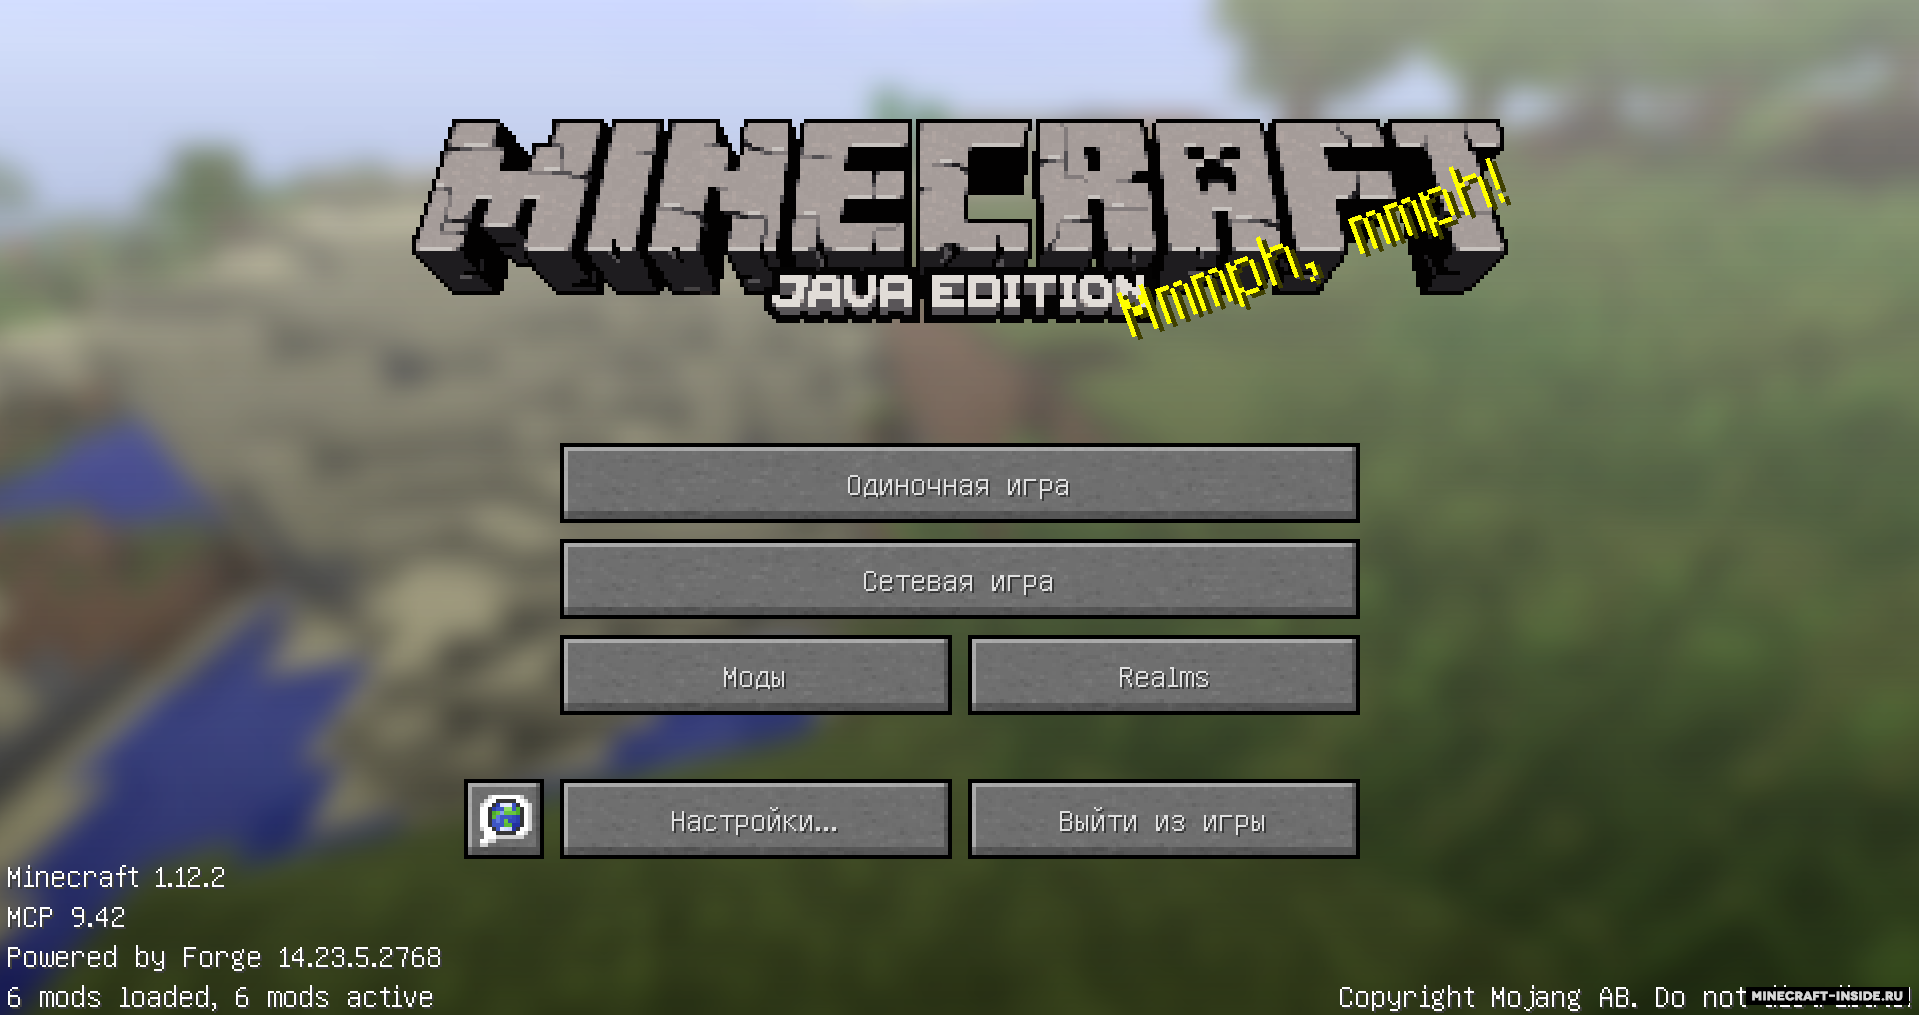 MINECRAFT
JAVA EDITION
Mmmph, mmph!
Одиночная игра
Сетевая игра
Моды
Realms
Настройки...
Выйти из игры
Minecraft 1.12.2
MCP 9.42
Powered by Forge 14.23.5.2768
6 mods loaded, 6 mods active
Copyright Mojang AB. Do not
MINECRAFT-INSIDE.RU